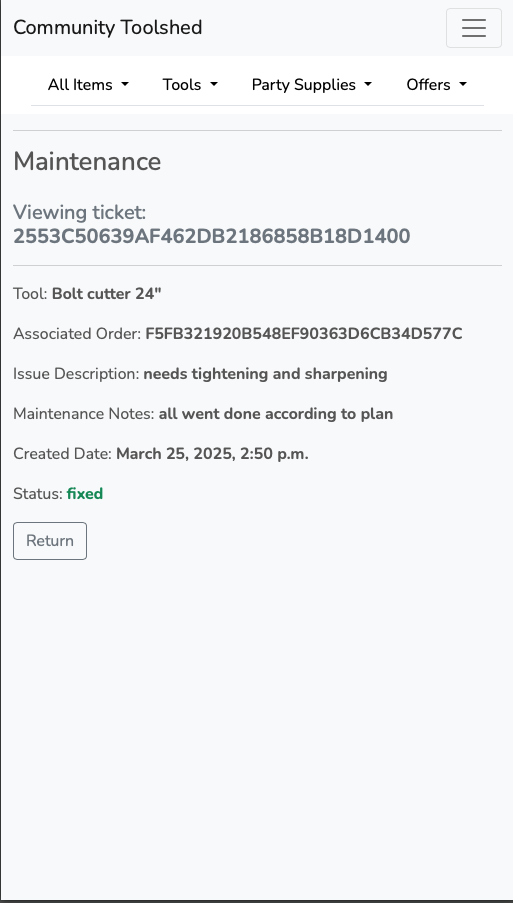 Community Toolshed
All Items Tools Party Supplies Offers
Maintenance
Viewing ticket:
2553C50639AF462DB2186858B18D1400
Tool: Bolt cutter 24"
Associated Order: F5FB321920B548EF90363D6CB34D577C
Issue Description: needs tightening and sharpening
Maintenance Notes: all went done according to plan
Created Date: March 25, 2025, 2:50 p.m.
Status: fixed
Return